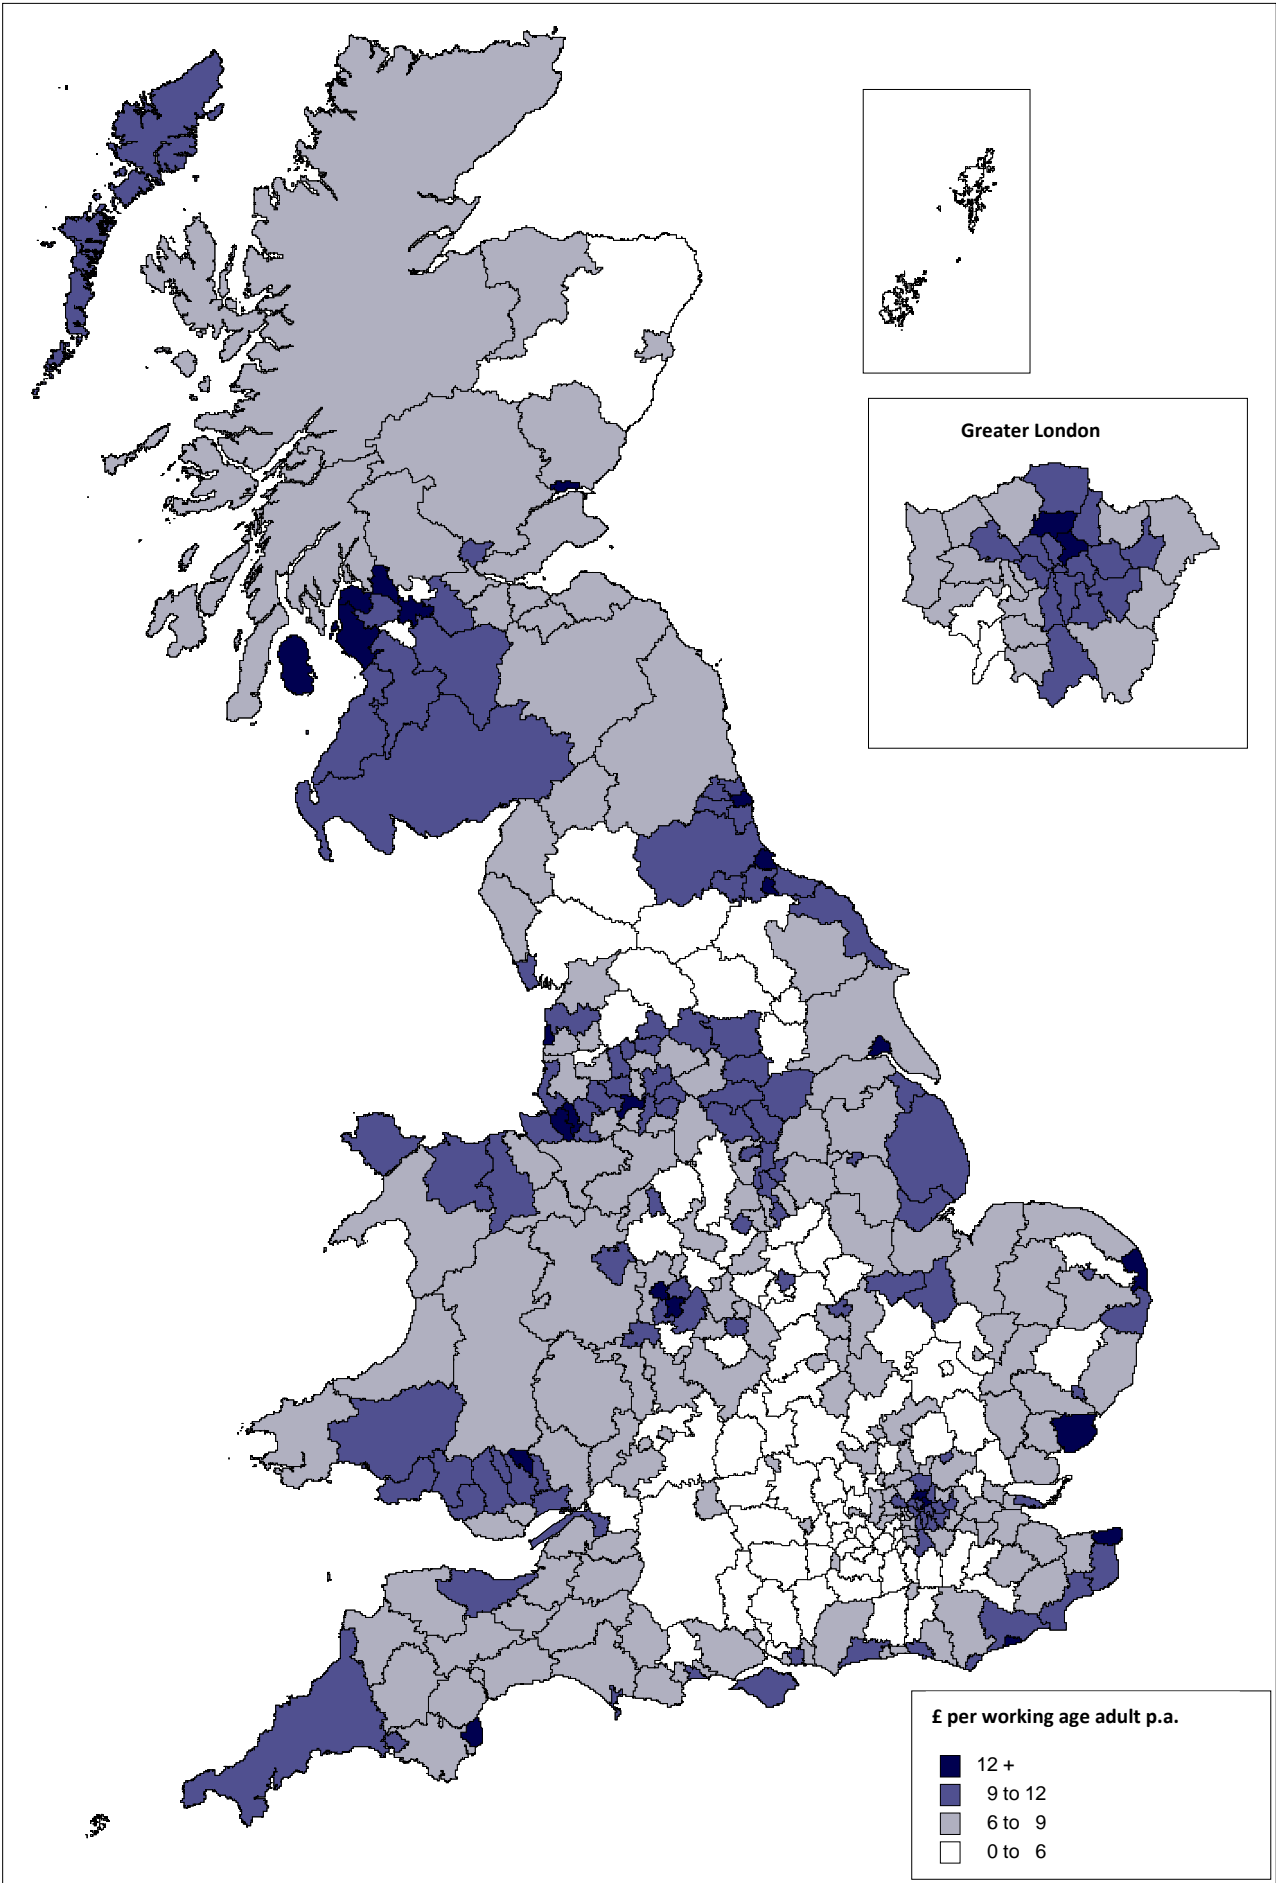 Greater London
£ per working age adult p.a.
12 +
9 to 12
6 to 9
0 to 6